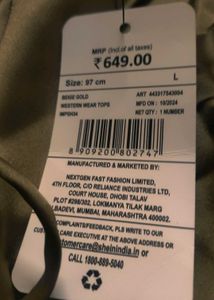 MRP (Incl.of all taxes)
₹649.00
Size: 97 cm L
BEIGE GOLD ART 443317543004
WESTERN WEAR TOPS MFG ON : 10/2024
NET QTY : 1 NUMBER
8 909200 802747
MANUFACTURED & MARKETED BY:
NEXTGEN FAST FASHION LIMITED,
4TH FLOOR, C/O RELIANCE INDUSTRIES LTD,
COURT HOUSE, DHOBI TALAV
PLOT #298/302, LOKMANYA TILAK MARG
BADEVI, MUMBAI, MAHARASHTRA 400002.
COMPLAINTS/FEEDBACK, PLS WRITE TO OUR
CARE EXECUTIVE AT THE ABOVE ADDRESS OR
stomercare@sheinindia.in
CALL 1800-889-5040